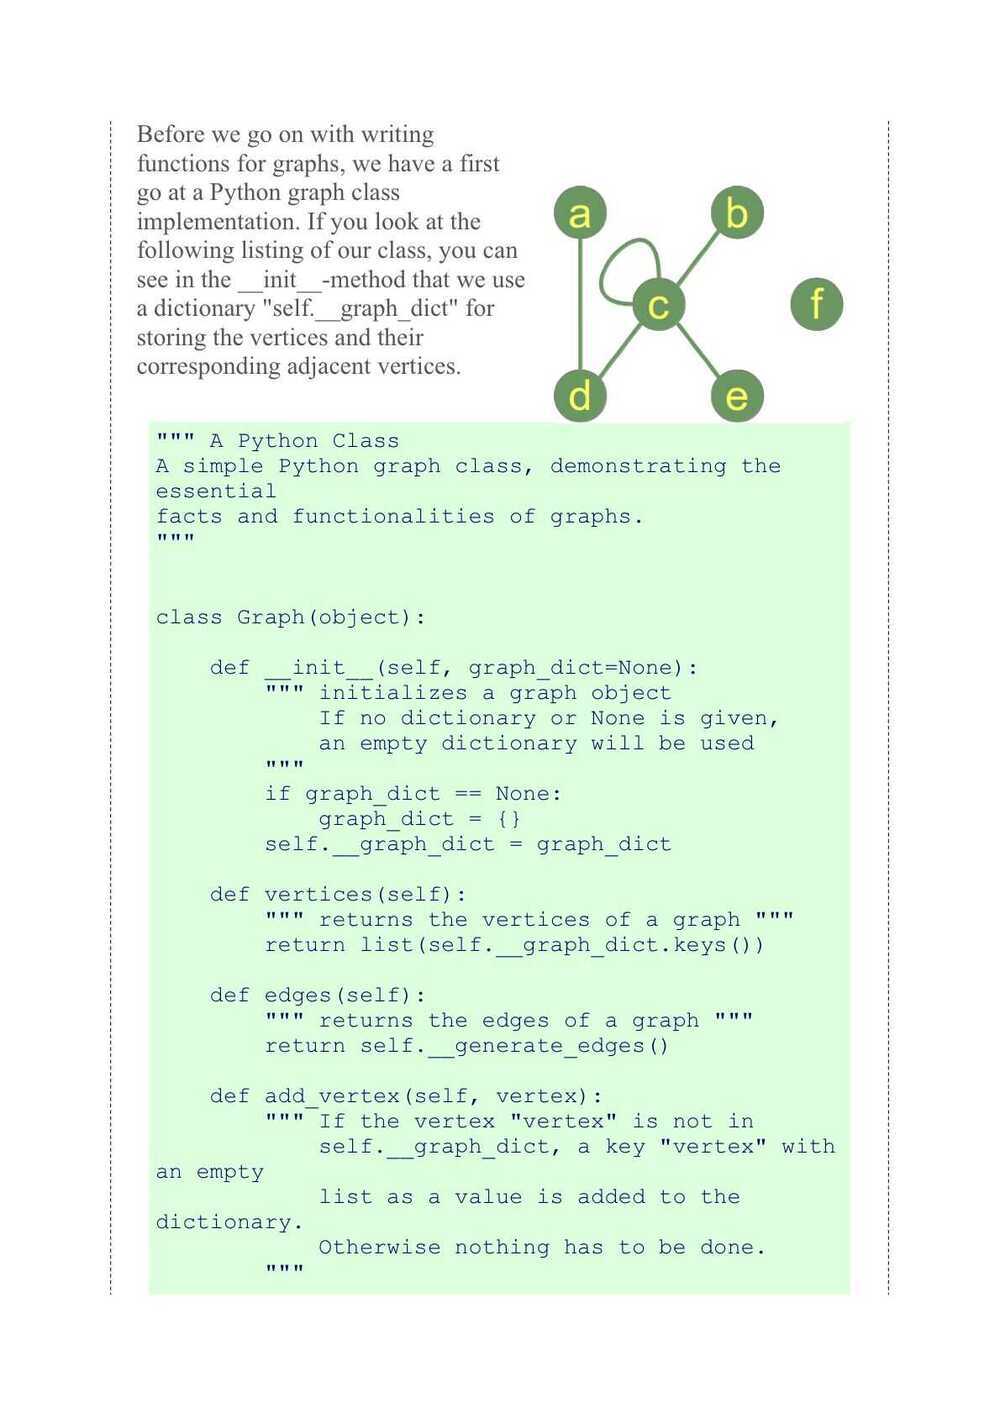 Before we go on with writing
functions for graphs, we have a first
go at a Python graph class
implementation. If you look at the
following listing of our class, you can
see in the __init__-method that we use
a dictionary "self.__graph_dict" for
storing the vertices and their
corresponding adjacent vertices.
a
b
c
f
d
e
""" A Python Class
A simple Python graph class, demonstrating the
essential
facts and functionalities of graphs.
"""
class Graph(object):
    def __init__(self, graph_dict=None):
        """ initializes a graph object
            If no dictionary or None is given,
            an empty dictionary will be used
        """
        if graph_dict == None:
            graph_dict = {}
        self.__graph_dict = graph_dict
    def vertices(self):
        """ returns the vertices of a graph """
        return list(self.__graph_dict.keys())
    def edges(self):
        """ returns the edges of a graph """
        return self.__generate_edges()
    def add_vertex(self, vertex):
        """ If the vertex "vertex" is not in
            self.__graph_dict, a key "vertex" with
an empty
            list as a value is added to the
dictionary.
            Otherwise nothing has to be done.
        """